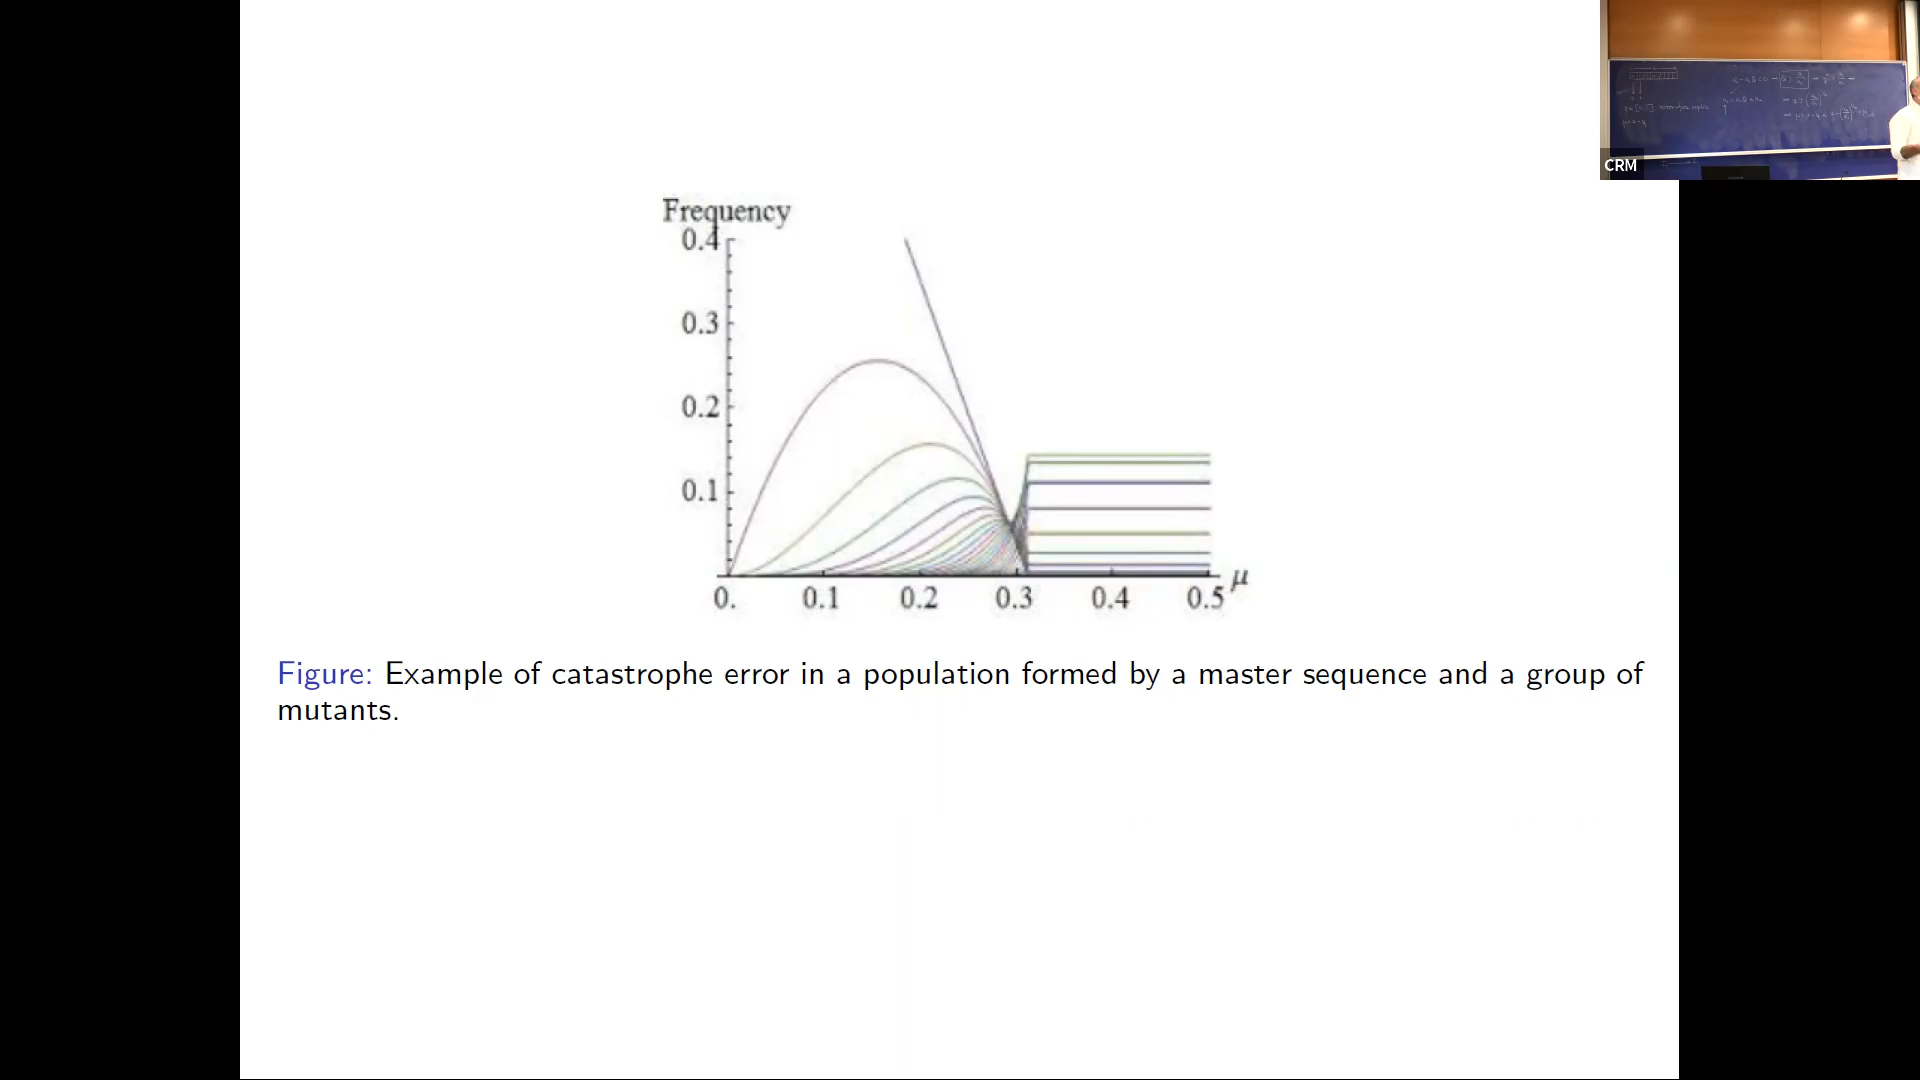 CRM
Frequency
0.4
0.3
0.2
0.1
0. 0.1 0.2 0.3 0.4 0.5 μ
Figure: Example of catastrophe error in a population formed by a master sequence and a group of
mutants.